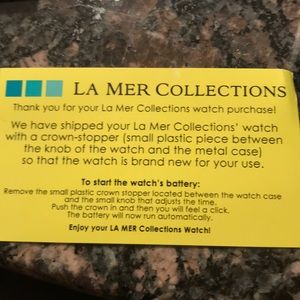 LA MER COLLECTIONS
Thank you for your La Mer Collections watch purchase!
We have shipped your La Mer Collections' watch
with a crown-stopper (small plastic piece between
the knob of the watch and the metal case)
so that the watch is brand new for your use.
To start the watch's battery:
Remove the small plastic crown stopper located between the watch case
and the small knob that adjusts the time.
Push the crown in and then you will feel a click.
The battery will now run automatically.
Enjoy your LA MER Collections Watch!